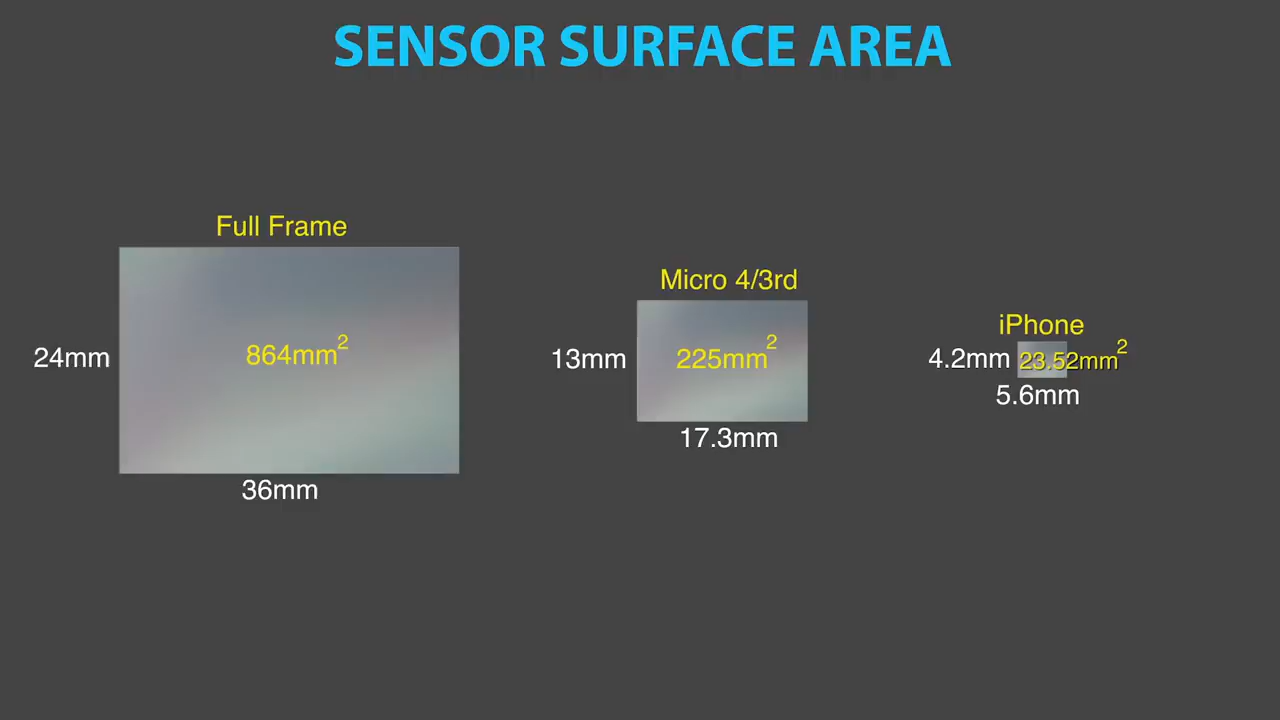 SENSOR SURFACE AREA
Full Frame
24mm
864mm²
36mm
Micro 4/3rd
13mm
225mm²
17.3mm
iPhone
4.2mm
23.52mm²
5.6mm